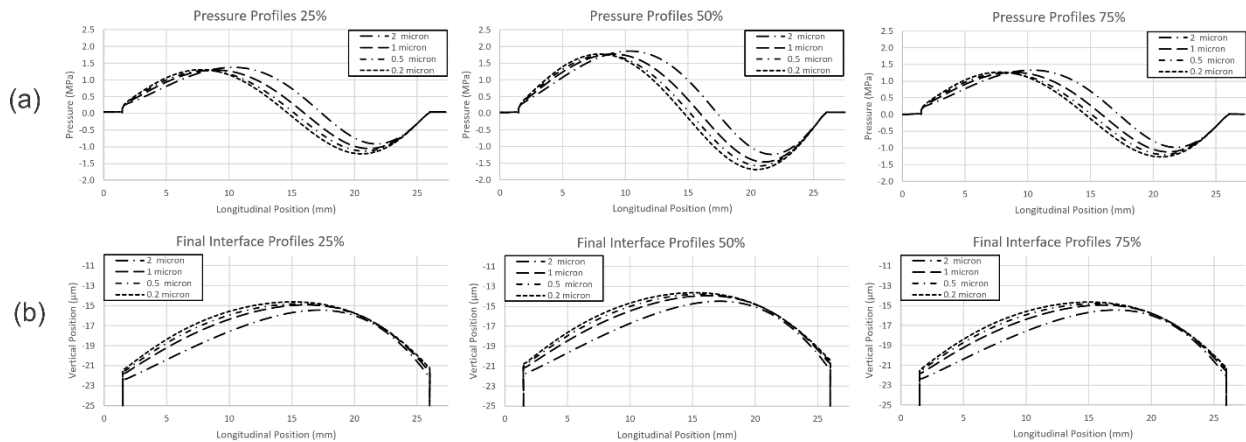 Pressure Profiles 25%
Pressure Profiles 50%
Pressure Profiles 75%
(a)
Pressure (MPa)
2.5
2.0
1.5
1.0
0.5
0.0
-0.5
-1.0
-1.5
-2.0
2 micron
1 micron
0.5 micron
0.2 micron
0 5 10 15 20 25
Longitudinal Position (mm)
Pressure (MPa)
2.5
2.0
1.5
1.0
0.5
0.0
-0.5
-1.0
-1.5
-2.0
2 micron
1 micron
0.5 micron
0.2 micron
0 5 10 15 20 25
Longitudinal Position (mm)
Pressure (MPa)
2.5
2.0
1.5
1.0
0.5
0.0
-0.5
-1.0
-1.5
-2.0
2 micron
1 micron
0.5 micron
0.2 micron
0 5 10 15 20 25
Longitudinal Position (mm)
Final Interface Profiles 25%
Final Interface Profiles 50%
Final Interface Profiles 75%
(b)
Vertical Position (μm)
-11
-13
-15
-17
-19
-21
-23
-25
2 micron
1 micron
0.5 micron
0.2 micron
0 5 10 15 20 25
Longitudinal Position (mm)
Vertical Position (μm)
-11
-13
-15
-17
-19
-21
-23
-25
2 micron
1 micron
0.5 micron
0.2 micron
0 5 10 15 20 25
Longitudinal Position (mm)
Vertical Position (μm)
-11
-13
-15
-17
-19
-21
-23
-25
2 micron
1 micron
0.5 micron
0.2 micron
0 5 10 15 20 25
Longitudinal Position (mm)